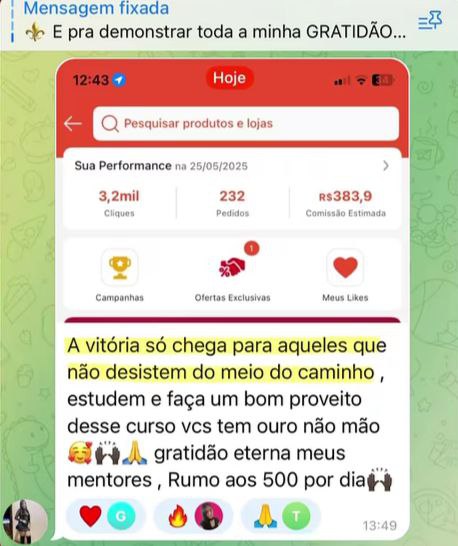 Mensagem fixada
⚜️ E pra demonstrar toda a minha GRATIDÃO...
12:43
Hoje
Pesquisar produtos e lojas
Sua Performance na 25/05/2025
3,2mil
232
R$383,9
Cliques
Pedidos
Comissão Estimada
1
Campanhas
Ofertas Exclusivas
Meus Likes
A vitória só chega para aqueles que
não desistem do meio do caminho ,
estudem e faça um bom proveito
desse curso vcs tem ouro não mão
🥰🙌🏿🙏 gratidão eterna meus
mentores , Rumo aos 500 por dia🙌🏿
G
T
13:49